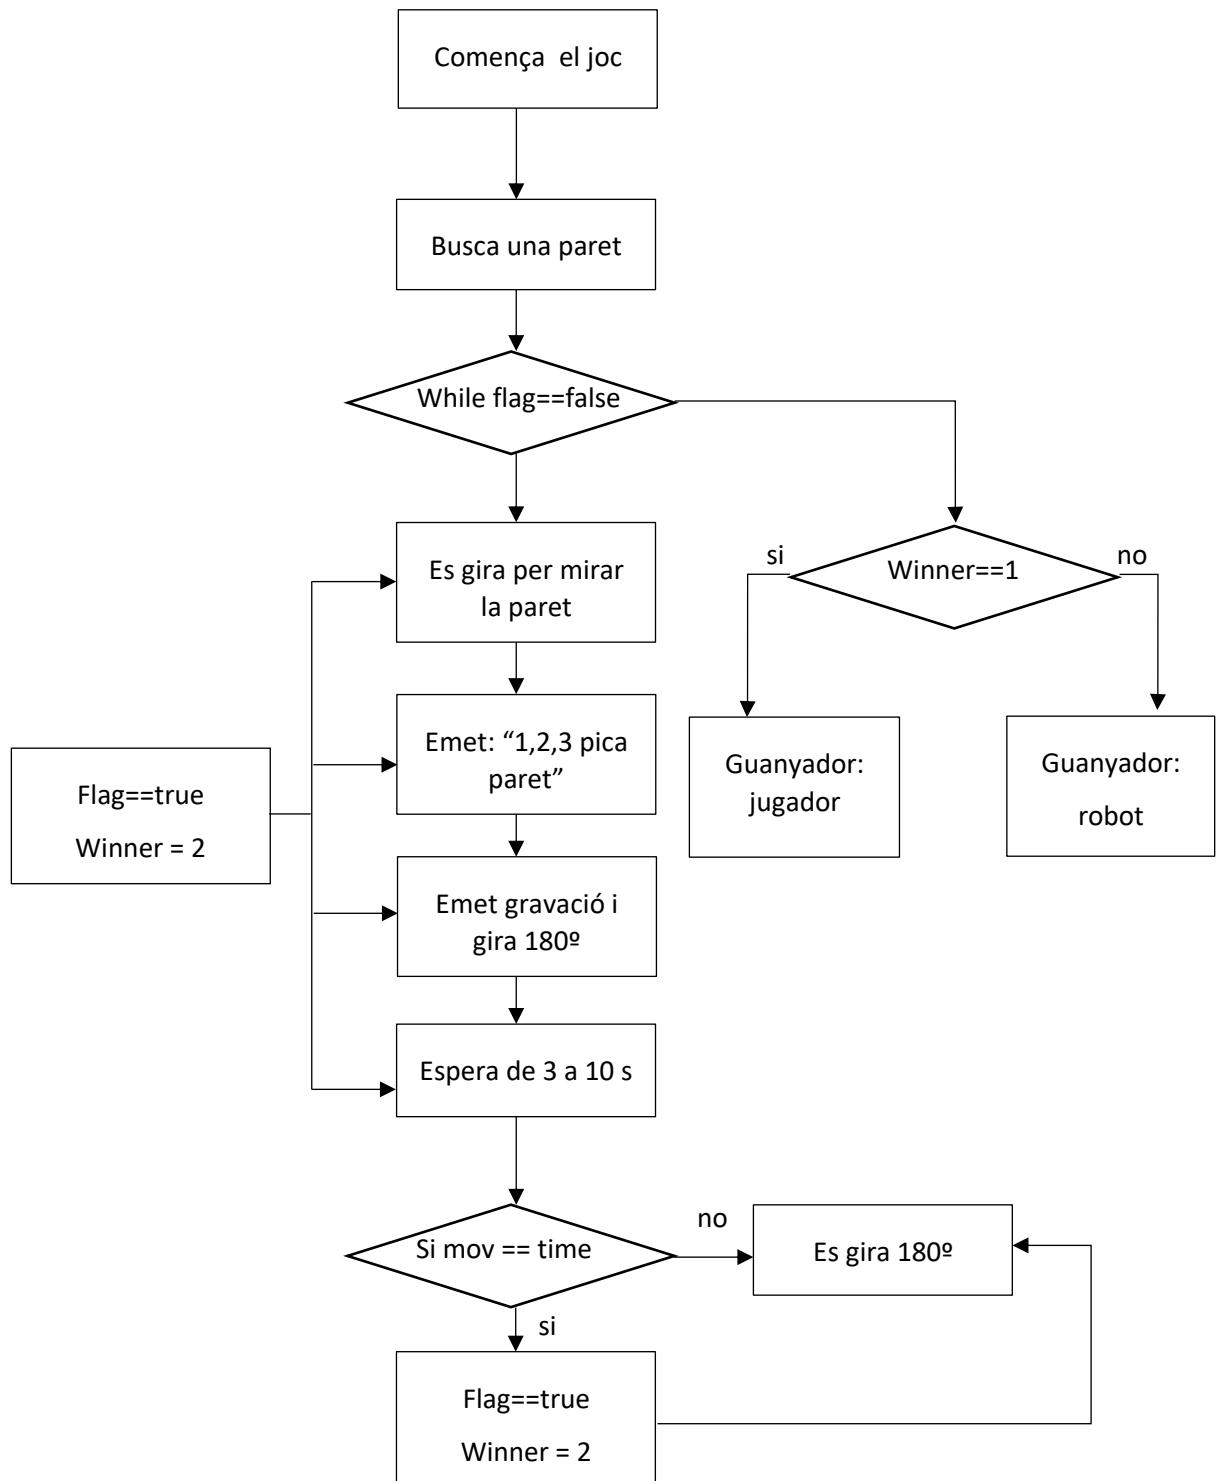 Comença el joc
Busca una paret
While flag==false
Es gira per mirar
la paret
si
Winner==1
no
Emet: “1,2,3 pica
paret”
Guanyador:
jugador
Guanyador:
robot
Flag==true
Winner = 2
Emet gravació i
gira 180º
Espera de 3 a 10 s
Si mov == time
no
Es gira 180º
si
Flag==true
Winner = 2